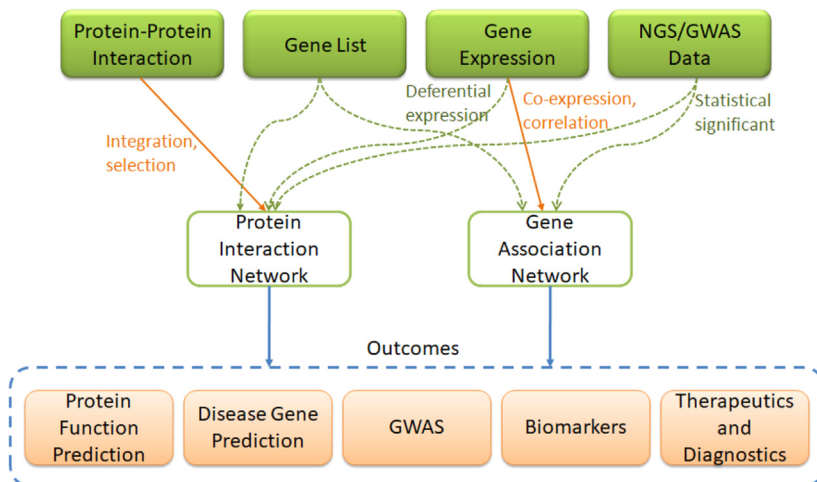 Protein-Protein
Interaction
Gene List
Gene
Expression
NGS/GWAS
Data
Deferential
expression
Co-expression,
correlation
Statistical
significant
Integration,
selection
Protein
Interaction
Network
Gene
Association
Network
Outcomes
Protein
Function
Prediction
Disease Gene
Prediction
GWAS
Biomarkers
Therapeutics
and
Diagnostics